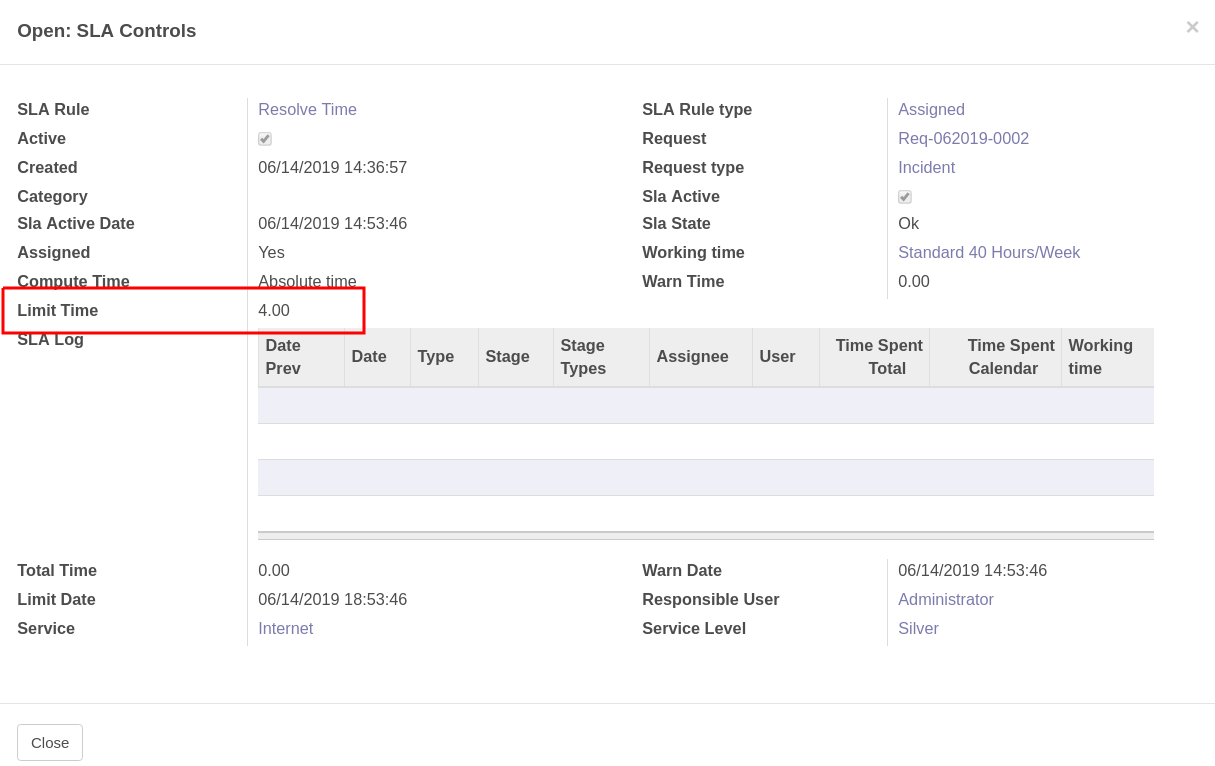 Open: SLA Controls ×
SLA Rule Resolve Time SLA Rule type Assigned
Active Request Req-062019-0002
Created 06/14/2019 14:36:57 Request type Incident
Category Sla Active
Sla Active Date 06/14/2019 14:53:46 Sla State Ok
Assigned Yes Working time Standard 40 Hours/Week
Compute Time Absolute time Warn Time 0.00
Limit Time 4.00
SLA Log
Date Prev Date Type Stage Stage Types Assignee User Time Spent Total Time Spent Calendar Working time
Total Time 0.00 Warn Date 06/14/2019 14:53:46
Limit Date 06/14/2019 18:53:46 Responsible User Administrator
Service Internet Service Level Silver
Close